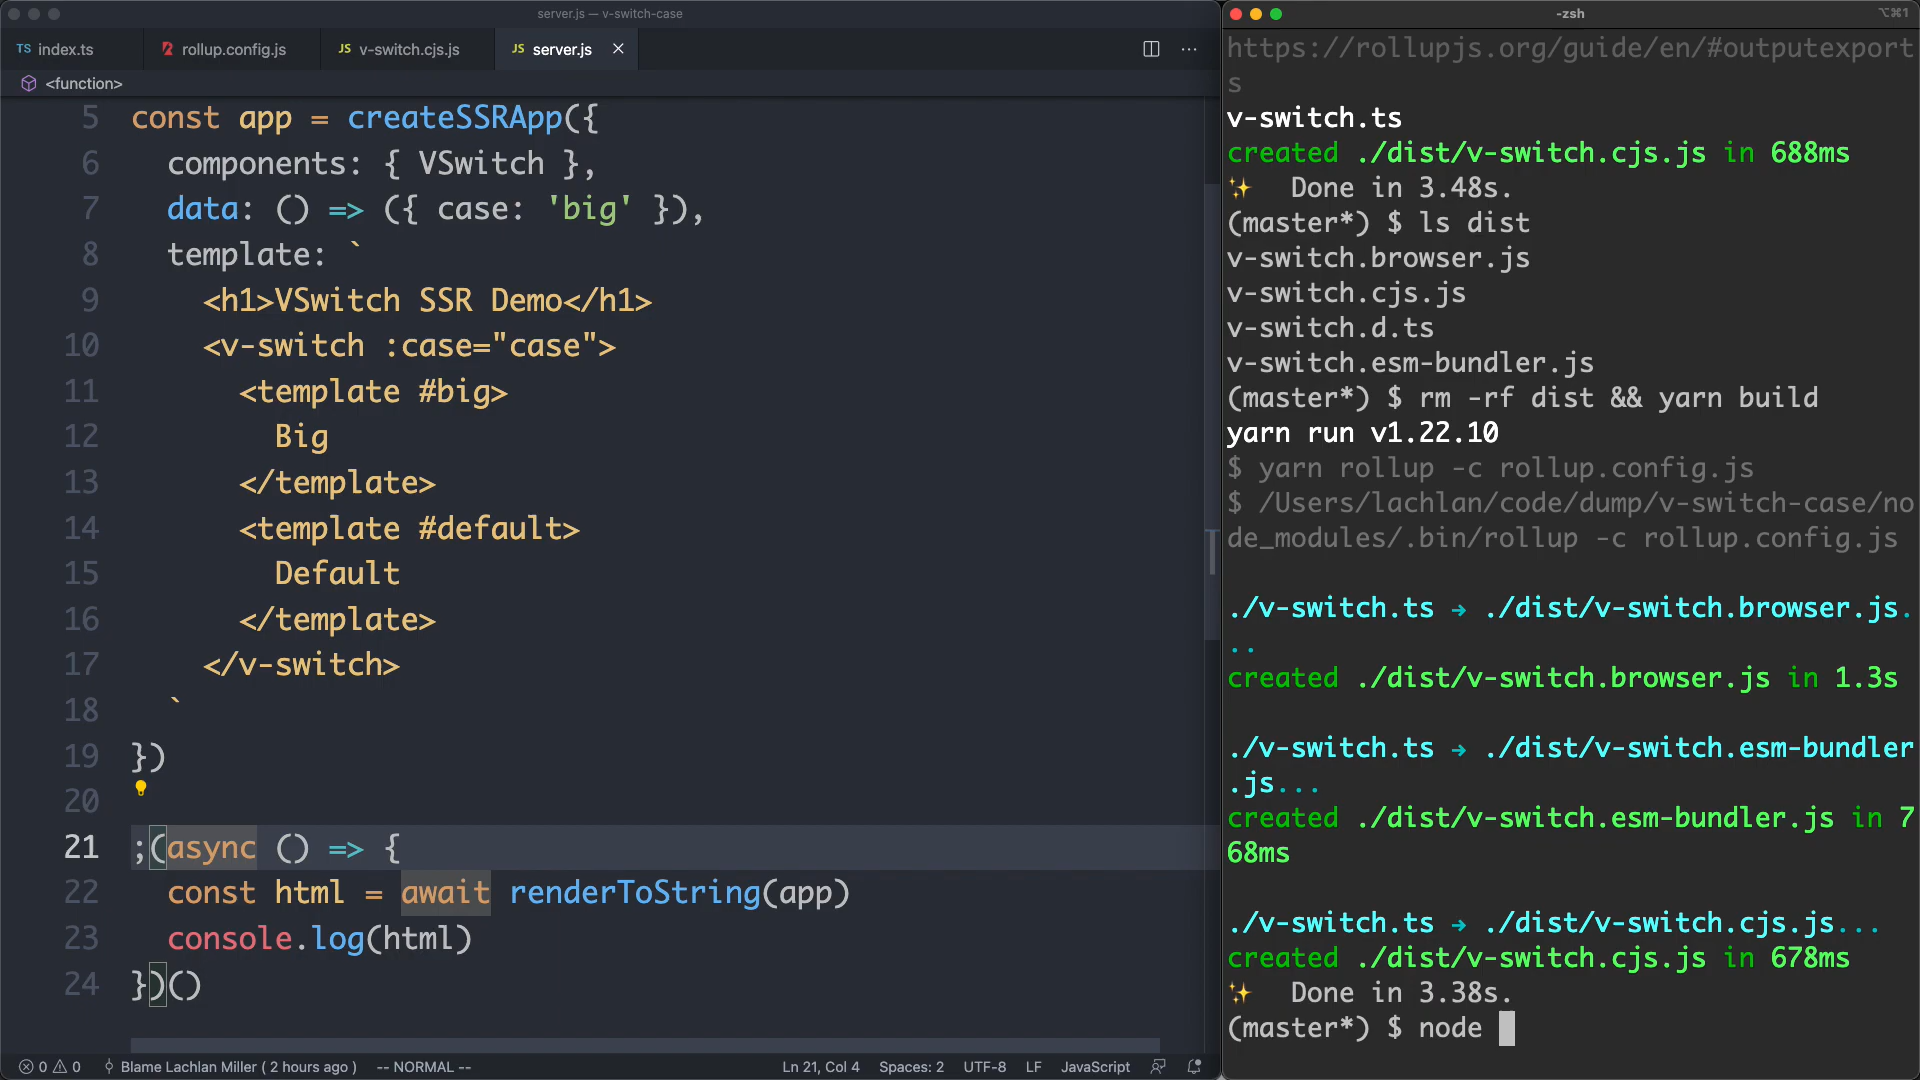 server.js — v-switch-case
TS index.ts
rollup.config.js
JS v-switch.cjs.js
JS server.js
<function>
5 const app = createSSRApp({
6 components: { VSwitch },
7 data: () => ({ case: 'big' }),
8 template: `
9 <h1>VSwitch SSR Demo</h1>
10 <v-switch :case="case">
11 <template #big>
12 Big
13 </template>
14 <template #default>
15 Default
16 </template>
17 </v-switch>
18 `
19 })
20
21 ;(async () => {
22 const html = await renderToString(app)
23 console.log(html)
24 })()
0 0 Blame Lachlan Miller ( 2 hours ago ) -- NORMAL -- Ln 21, Col 4 Spaces: 2 UTF-8 LF JavaScript
-zsh
⌥⌘1
https://rollupjs.org/guide/en/#outputexport
s
v-switch.ts
created ./dist/v-switch.cjs.js in 688ms
✨ Done in 3.48s.
(master*) $ ls dist
v-switch.browser.js
v-switch.cjs.js
v-switch.d.ts
v-switch.esm-bundler.js
(master*) $ rm -rf dist && yarn build
yarn run v1.22.10
$ yarn rollup -c rollup.config.js
$ /Users/lachlan/code/dump/v-switch-case/no
de_modules/.bin/rollup -c rollup.config.js
./v-switch.ts → ./dist/v-switch.browser.js.
..
created ./dist/v-switch.browser.js in 1.3s
./v-switch.ts → ./dist/v-switch.esm-bundler
.js...
created ./dist/v-switch.esm-bundler.js in 7
68ms
./v-switch.ts → ./dist/v-switch.cjs.js...
created ./dist/v-switch.cjs.js in 678ms
✨ Done in 3.38s.
(master*) $ node